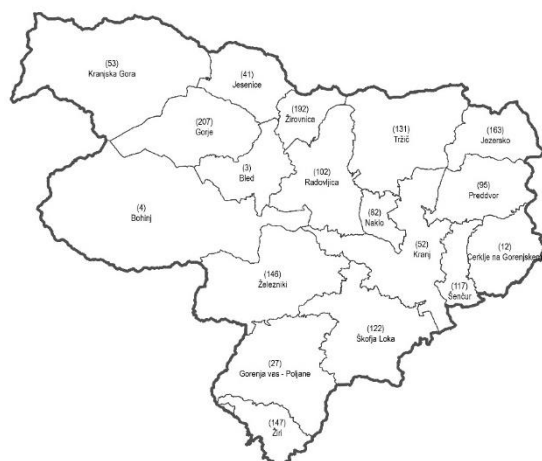 (53)
Kranjska Gora
(41)
Jesenice
(192)
Žirovnica
(207)
Gorje
(131)
Tržič
(163)
Jezersko
(3)
Bled
(102)
Radovljica
(95)
Preddvor
(4)
Bohinj
(82)
Naklo
(52)
Kranj
(12)
Cerklje na Gorenjskem
(146)
Železniki
(117)
Šenčur
(122)
Škofja Loka
(27)
Gorenja vas - Poljane
(147)
Žiri